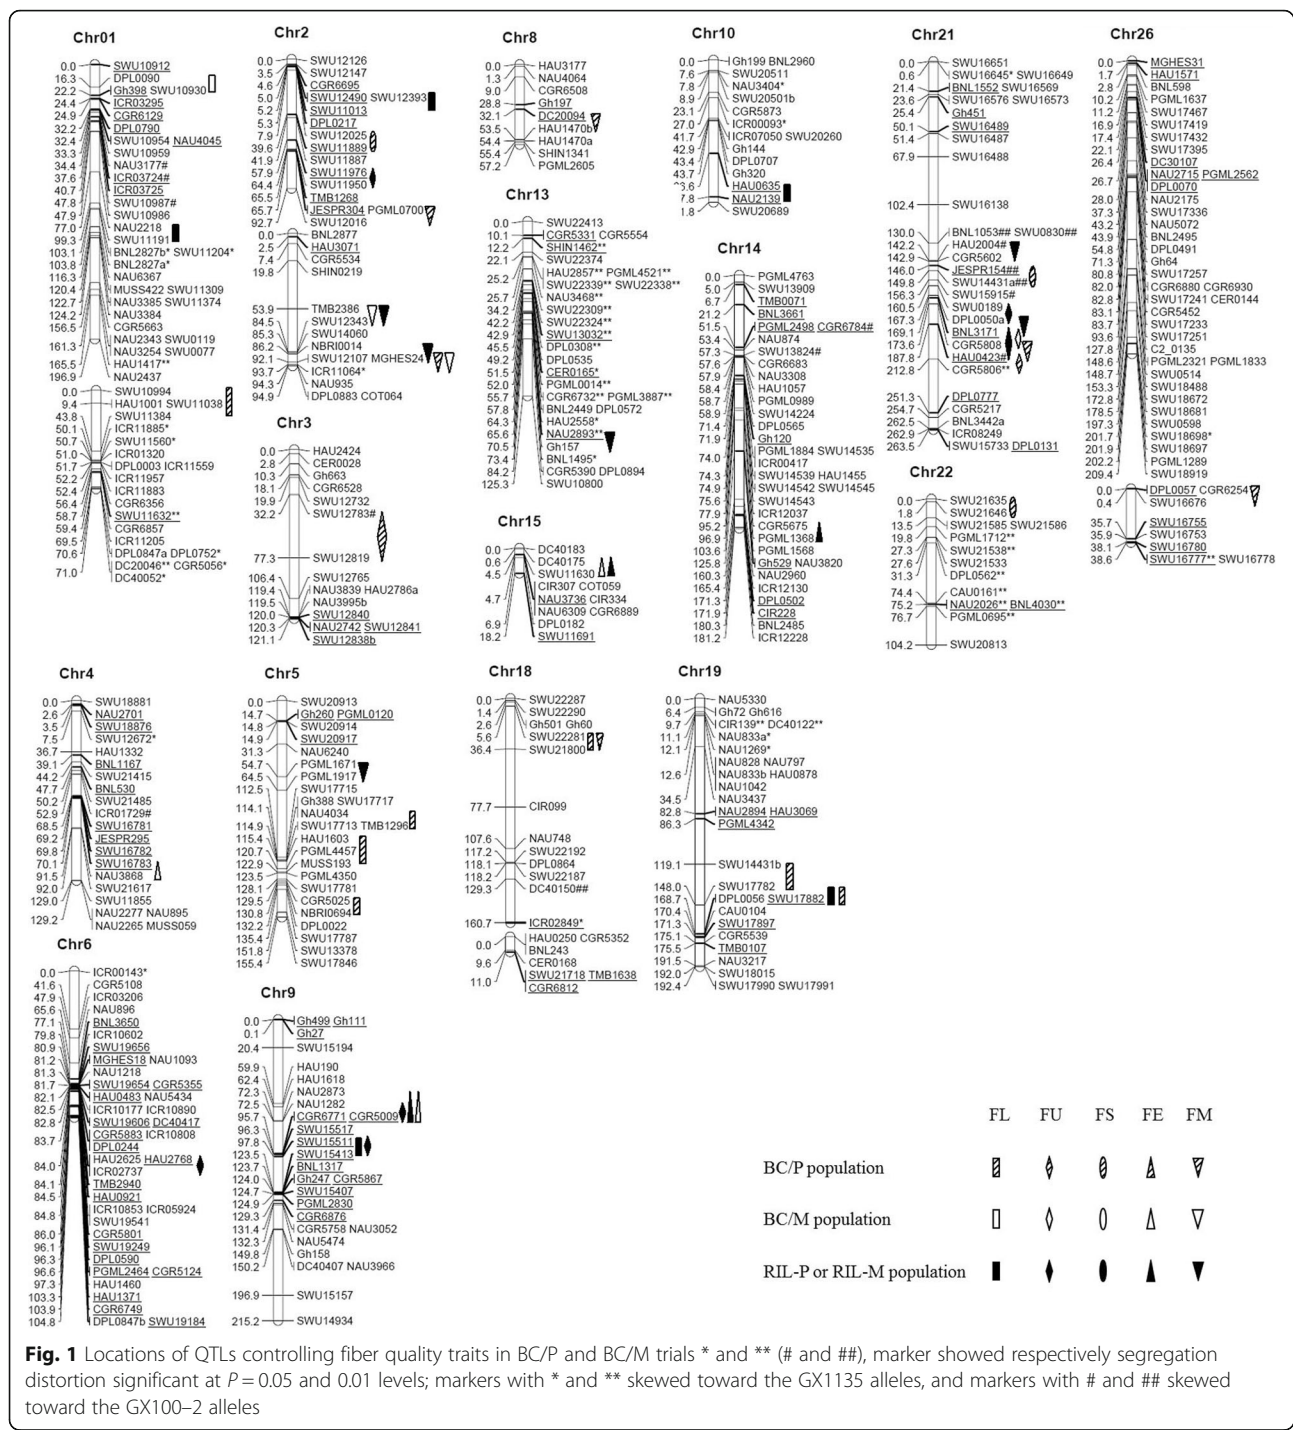 Chr01
0.0 SWU10912
16.3 DPL0090
22.2 Gh398 SWU10930
24.4 ICR03295
24.9 CGR6129
32.2 DPL0790
32.4 SWU10954 NAU4045
33.3 SWU10959
34.4 NAU3177#
37.6 ICR03724#
40.7 ICR03725
47.8 SWU10987#
47.9 SWU10986
77.0 NAU2218
99.3 SWU11191
103.1 BNL2827b* SWU11204*
103.8 BNL2827a*
116.3 NAU6367
120.4 MUSS422 SWU11309
122.7 NAU3385 SWU11374
124.2 NAU3384
156.5 CGR5663
161.3 NAU2343 SWU0119
NAU3254 SWU0077
165.5 HAU1417**
196.9 NAU2437
0.0 SWU10994
9.4 HAU1001 SWU11038
43.8 SWU11384
50.1 ICR11885*
50.7 SWU11560*
51.0 ICR01320
51.7 DPL0003 ICR11559
52.2 ICR11957
52.4 ICR11883
56.4 CGR6356
58.7 SWU11632**
59.4 CGR6857
69.5 ICR11205
70.6 DPL0847a DPL0752*
71.0 DC20046** CGR5056*
DC40052*
Chr2
0.0 SWU12126
3.5 SWU12147
4.6 CGR6695
5.0 SWU12490 SWU12393
5.2 SWU11013
5.3 DPL0217
7.9 SWU12025
39.6 SWU11889
41.9 SWU11887
57.9 SWU11976
64.4 SWU11950
65.5 TMB1268
65.7 JESPR304 PGML0700
92.7 SWU12016
0.0 BNL2877
2.5 HAU3071
7.4 CGR5534
19.8 SHIN0219
53.9 TMB2386
84.5 SWU12343
85.3 SWU14060
86.2 NBRI0014
92.1 SWU12107 MGHES24
93.7 ICR11064*
94.3 NAU935
94.9 DPL0883 COT064
Chr3
0.0 HAU2424
2.8 CER0028
10.3 Gh663
18.1 CGR6528
19.9 SWU12732
32.2 SWU12783#
77.3 SWU12819
106.4 SWU12765
119.4 NAU3839 HAU2786a
119.5 NAU3995b
120.0 SWU12840
120.3 NAU2742 SWU12841
121.1 SWU12838b
Chr8
0.0 HAU3177
1.3 NAU4064
9.0 CGR6508
28.8 Gh197
32.1 DC20094
53.5 HAU1470b
54.4 HAU1470a
55.4 SHIN1341
57.2 PGML2605
Chr13
0.0 SWU22413
10.1 CGR5331 CGR5554
12.2 SHIN1462**
22.1 SWU22374
25.2 HAU2857** PGML4521**
SWU22339** SWU22338**
25.7 NAU3468**
34.2 SWU22309**
42.2 SWU22324**
42.5 SWU13032**
45.9 DPL0308**
49.2 DPL0535
51.5 CER0165*
52.0 PGML0014**
55.7 CGR6732** PGML3887**
57.8 BNL2449 DPL0572
64.3 HAU2558*
65.6 NAU2893**
70.5 Gh157
73.4 BNL1495*
84.2 CGR5390 DPL0894
125.3 SWU10800
Chr15
0.0 DC40183
0.6 DC40175
4.5 SWU11630
CIR307 COT059
4.7 NAU3736 CIR334
NAU6309 CGR6889
6.9 DPL0182
18.2 SWU11691
Chr10
0.0 Gh199 BNL2960
7.6 SWU20511
7.8 NAU3404*
8.9 SWU20501b
23.1 CGR5873
27.0 ICR00093*
41.7 ICR07050 SWU20260
42.9 Gh144
43.4 DPL0707
43.7 Gh320
HAU0635
NAU2139
SWU20689
Chr14
0.0 PGML4763
5.0 SWU13909
6.7 TMB0071
21.2 BNL3661
51.5 PGML2498 CGR6784#
53.4 NAU874
57.3 SWU13824#
57.6 CGR6683
57.9 NAU3308
58.4 HAU1057
58.7 PGML0989
58.9 SWU14224
71.4 DPL0565
71.9 Gh120
74.0 PGML1884 SWU14535
ICR00417
74.3 SWU14539 HAU1455
74.9 SWU14542 SWU14545
75.6 SWU14543
77.9 ICR12037
95.2 CGR5675
96.9 PGML1368
103.6 PGML1568
125.8 Gh529 NAU3820
160.3 NAU2960
165.4 ICR12130
171.3 DPL0502
171.9 CIR228
180.3 BNL2485
181.2 ICR12228
Chr21
0.0 SWU16651
0.6 SWU16645* SWU16649
21.4 BNL1552 SWU16569
23.6 SWU16576 SWU16573
25.4 Gh451
50.1 SWU16489
51.4 SWU16487
67.9 SWU16488
102.4 SWU16138
130.0 BNL1053## SWU0830##
142.2 HAU2004#
142.9 CGR5602
146.0 JESPR154##
149.8 SWU14431a##
156.3 SWU15915#
160.5 SWU0189
167.3 DPL0050a
169.1 BNL3171
173.6 CGR5808
187.8 HAU0423#
212.8 CGR5806**
251.3 DPL0777
254.7 CGR5217
262.5 BNL3442a
262.9 ICR08249
263.5 SWU15733 DPL0131
Chr22
0.0 SWU21635
1.8 SWU21646
13.5 SWU21585 SWU21586
19.8 PGML1712**
27.3 SWU21538**
27.6 SWU21533
31.3 DPL0562**
74.4 CAU0161**
75.2 NAU2026** BNL4030**
76.7 PGML0695**
104.2 SWU20813
Chr26
0.0 MGHES31
1.7 HAU1571
2.8 BNL598
10.2 PGML1637
11.2 SWU17467
16.9 SWU17419
17.4 SWU17432
22.1 SWU17395
26.4 DC30107
26.7 NAU2715 PGML2562
DPL0070
28.0 NAU2175
37.3 SWU17336
43.2 NAU5072
43.9 BNL2495
54.8 DPL0491
71.3 Gh64
80.8 SWU17257
82.0 CGR6880 CGR6930
82.8 SWU17241 CER0144
83.1 CGR5452
83.7 SWU17233
93.6 SWU17251
127.8 C2_0135
148.6 PGML2321 PGML1833
148.7 SWU0514
153.3 SWU18488
172.8 SWU18672
178.5 SWU18681
197.3 SWU0598
201.7 SWU18698*
201.9 SWU18697
202.2 PGML1289
209.4 SWU18919
0.0 DPL0057 CGR6254
0.4 SWU16676
35.7 SWU16755
35.9 SWU16753
38.1 SWU16780
38.6 SWU16777** SWU16778
Chr4
0.0 SWU18881
2.6 NAU2701
3.5 SWU18876
7.5 SWU12672*
36.7 HAU1332
39.1 BNL1167
44.2 SWU21415
47.7 BNL530
50.2 SWU21485
52.9 ICR01729#
68.5 SWU16781
69.2 JESPR295
69.8 SWU16782
70.1 SWU16783
91.5 NAU3868
92.0 SWU21617
129.0 SWU11855
129.2 NAU2277 NAU895
NAU2265 MUSS059
Chr6
0.0 ICR00143*
41.6 CGR5108
47.9 ICR03206
65.6 NAU896
77.1 BNL3650
79.8 ICR10602
80.9 SWU19656
81.2 MGHES18 NAU1093
81.3 NAU1218
81.7 SWU19654 CGR5355
82.1 HAU0483 NAU5434
82.5 ICR10177 ICR10890
82.8 SWU19606 DC40417
83.7 CGR5883 ICR10808
DPL0244
84.0 HAU2625 HAU2768
ICR02737
84.1 TMB2940
84.5 HAU0921
84.8 ICR10853 ICR05924
SWU19541
86.0 CGR5801
96.1 SWU19249
96.3 DPL0590
96.6 PGML2464 CGR5124
97.3 HAU1460
103.3 HAU1371
103.9 CGR6749
104.8 DPL0847b SWU19184
Chr5
0.0 SWU20913
14.7 Gh260 PGML0120
14.8 SWU20914
14.9 SWU20917
31.3 NAU6240
54.7 PGML1671
64.5 PGML1917
112.5 SWU17715
114.1 Gh388 SWU17717
NAU4034
114.9 SWU17713 TMB1296
115.4 HAU1603
120.7 PGML4457
122.9 MUSS193
123.5 PGML4350
128.1 SWU17781
129.5 CGR5025
130.8 NBRI0694
132.2 DPL0022
135.4 SWU17787
151.8 SWU13378
155.4 SWU17846
Chr9
0.0 Gh499 Gh111
0.1 Gh27
20.4 SWU15194
59.9 HAU190
62.4 HAU1618
72.3 NAU2873
72.5 NAU1282
95.7 CGR6771 CGR5009
96.3 SWU15517
97.8 SWU15511
123.5 SWU15413
123.7 BNL1317
124.0 Gh247 CGR5867
124.7 SWU15407
124.9 PGML2830
129.3 CGR6876
131.4 CGR5758 NAU3052
132.3 NAU5474
149.8 Gh158
150.2 DC40407 NAU3966
196.9 SWU15157
215.2 SWU14934
Chr18
0.0 SWU22287
1.4 SWU22290
2.6 Gh501 Gh60
5.6 SWU22281
36.4 SWU21800
77.7 CIR099
107.6 NAU748
117.2 SWU22192
118.1 DPL0864
118.2 SWU22187
129.3 DC40150##
160.7 ICR02849*
0.0 HAU0250 CGR5352
BNL243
9.6 CER0168
11.0 SWU21718 TMB1638
CGR6812
Chr19
0.0 NAU5330
6.4 Gh72 Gh616
9.7 CIR139** DC40122**
11.1 NAU833a*
12.1 NAU1269*
12.6 NAU828 NAU797
NAU833b HAU0878
NAU1042
34.5 NAU3437
82.8 NAU2894 HAU3069
86.3 PGML4342
119.1 SWU14431b
148.0 SWU17782
168.7 DPL0056 SWU17882
170.4 CAU0104
171.3 SWU17897
175.1 CGR5539
175.5 TMB0107
191.5 NAU3217
192.0 SWU18015
192.4 SWU17990 SWU17991
FL FU FS FE FM
BC/P population
BC/M population
RIL-P or RIL-M population
Fig. 1 Locations of QTLs controlling fiber quality traits in BC/P and BC/M trials * and ** (# and ##), marker showed respectively segregation
distortion significant at P = 0.05 and 0.01 levels; markers with * and ** skewed toward the GX1135 alleles, and markers with # and ## skewed
toward the GX100–2 alleles